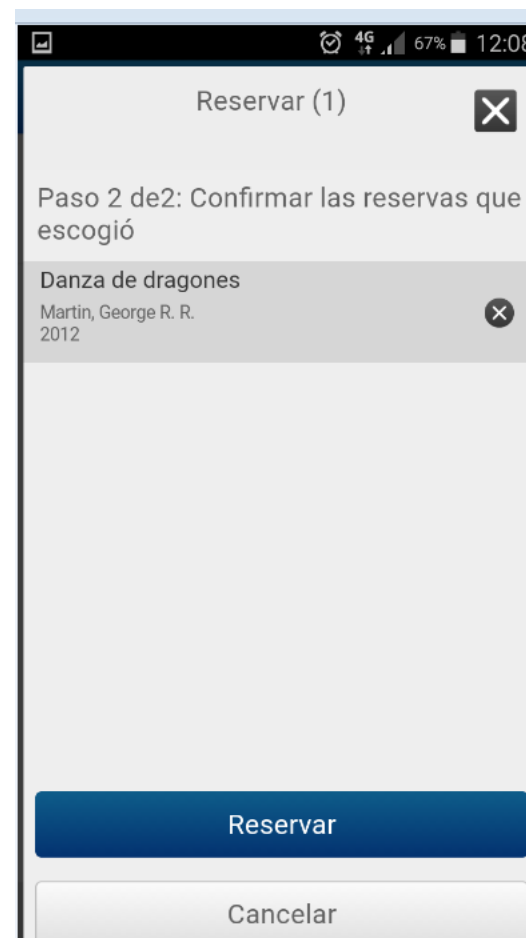 4G 67% 12:08
Reservar (1)
Paso 2 de2: Confirmar las reservas que
escogió
Danza de dragones
Martin, George R. R.
2012
Reservar
Cancelar